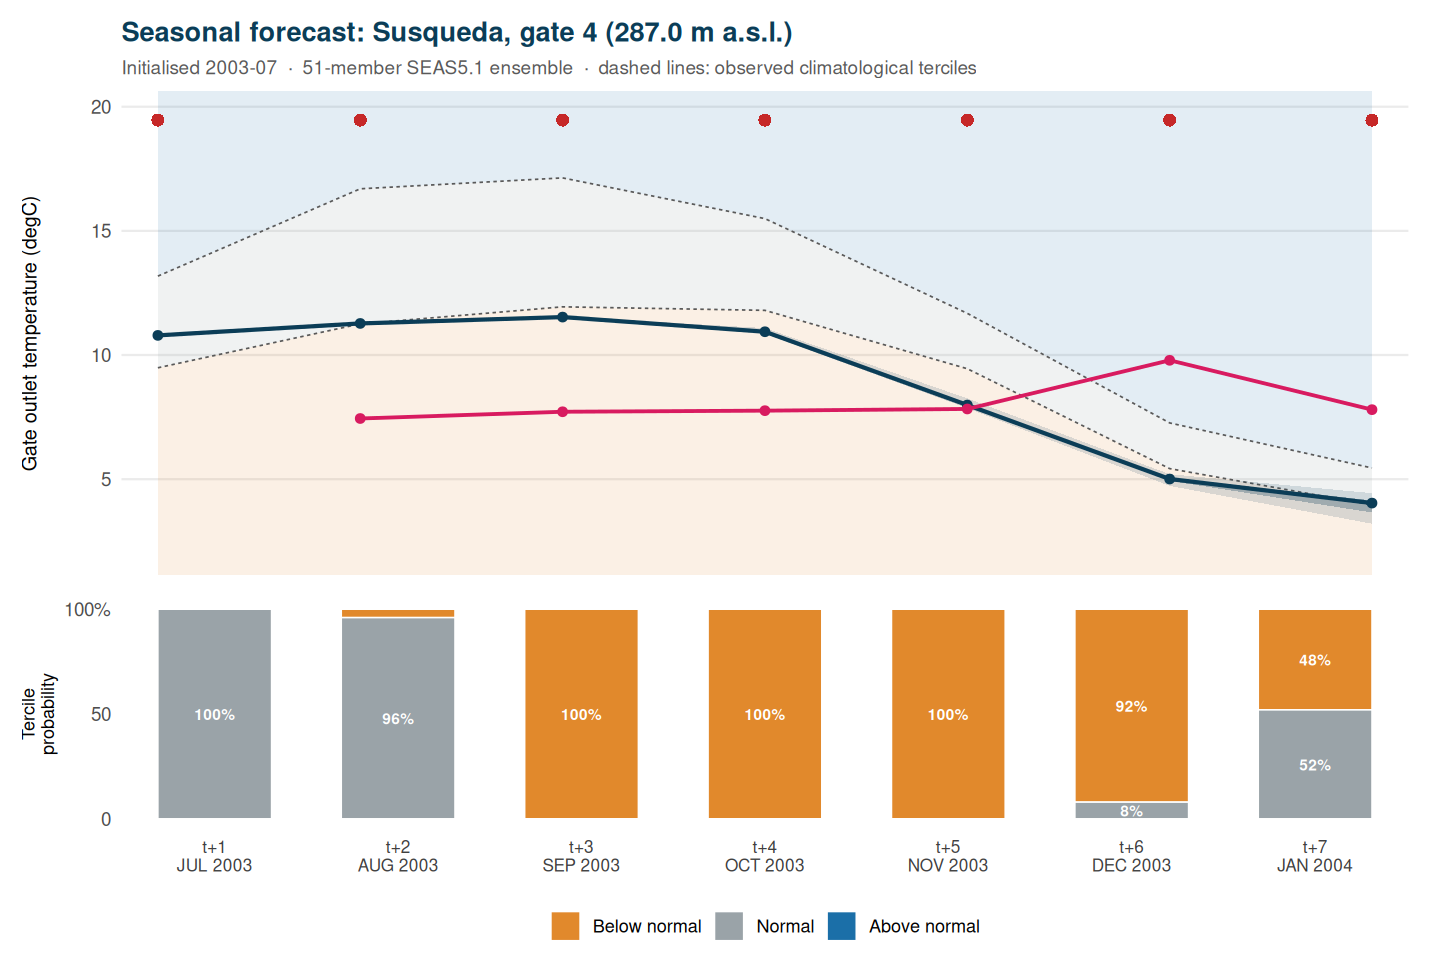 Seasonal forecast: Susqueda, gate 4 (287.0 m a.s.l.)
Initialised 2003-07 · 51-member SEAS5.1 ensemble · dashed lines: observed climatological terciles
Gate outlet temperature (degC)
20
15
10
5
Tercile
probability
100%
50
0
100%
96%
100%
100%
100%
92%
8%
48%
52%
t+1
JUL 2003
t+2
AUG 2003
t+3
SEP 2003
t+4
OCT 2003
t+5
NOV 2003
t+6
DEC 2003
t+7
JAN 2004
Below normal
Normal
Above normal